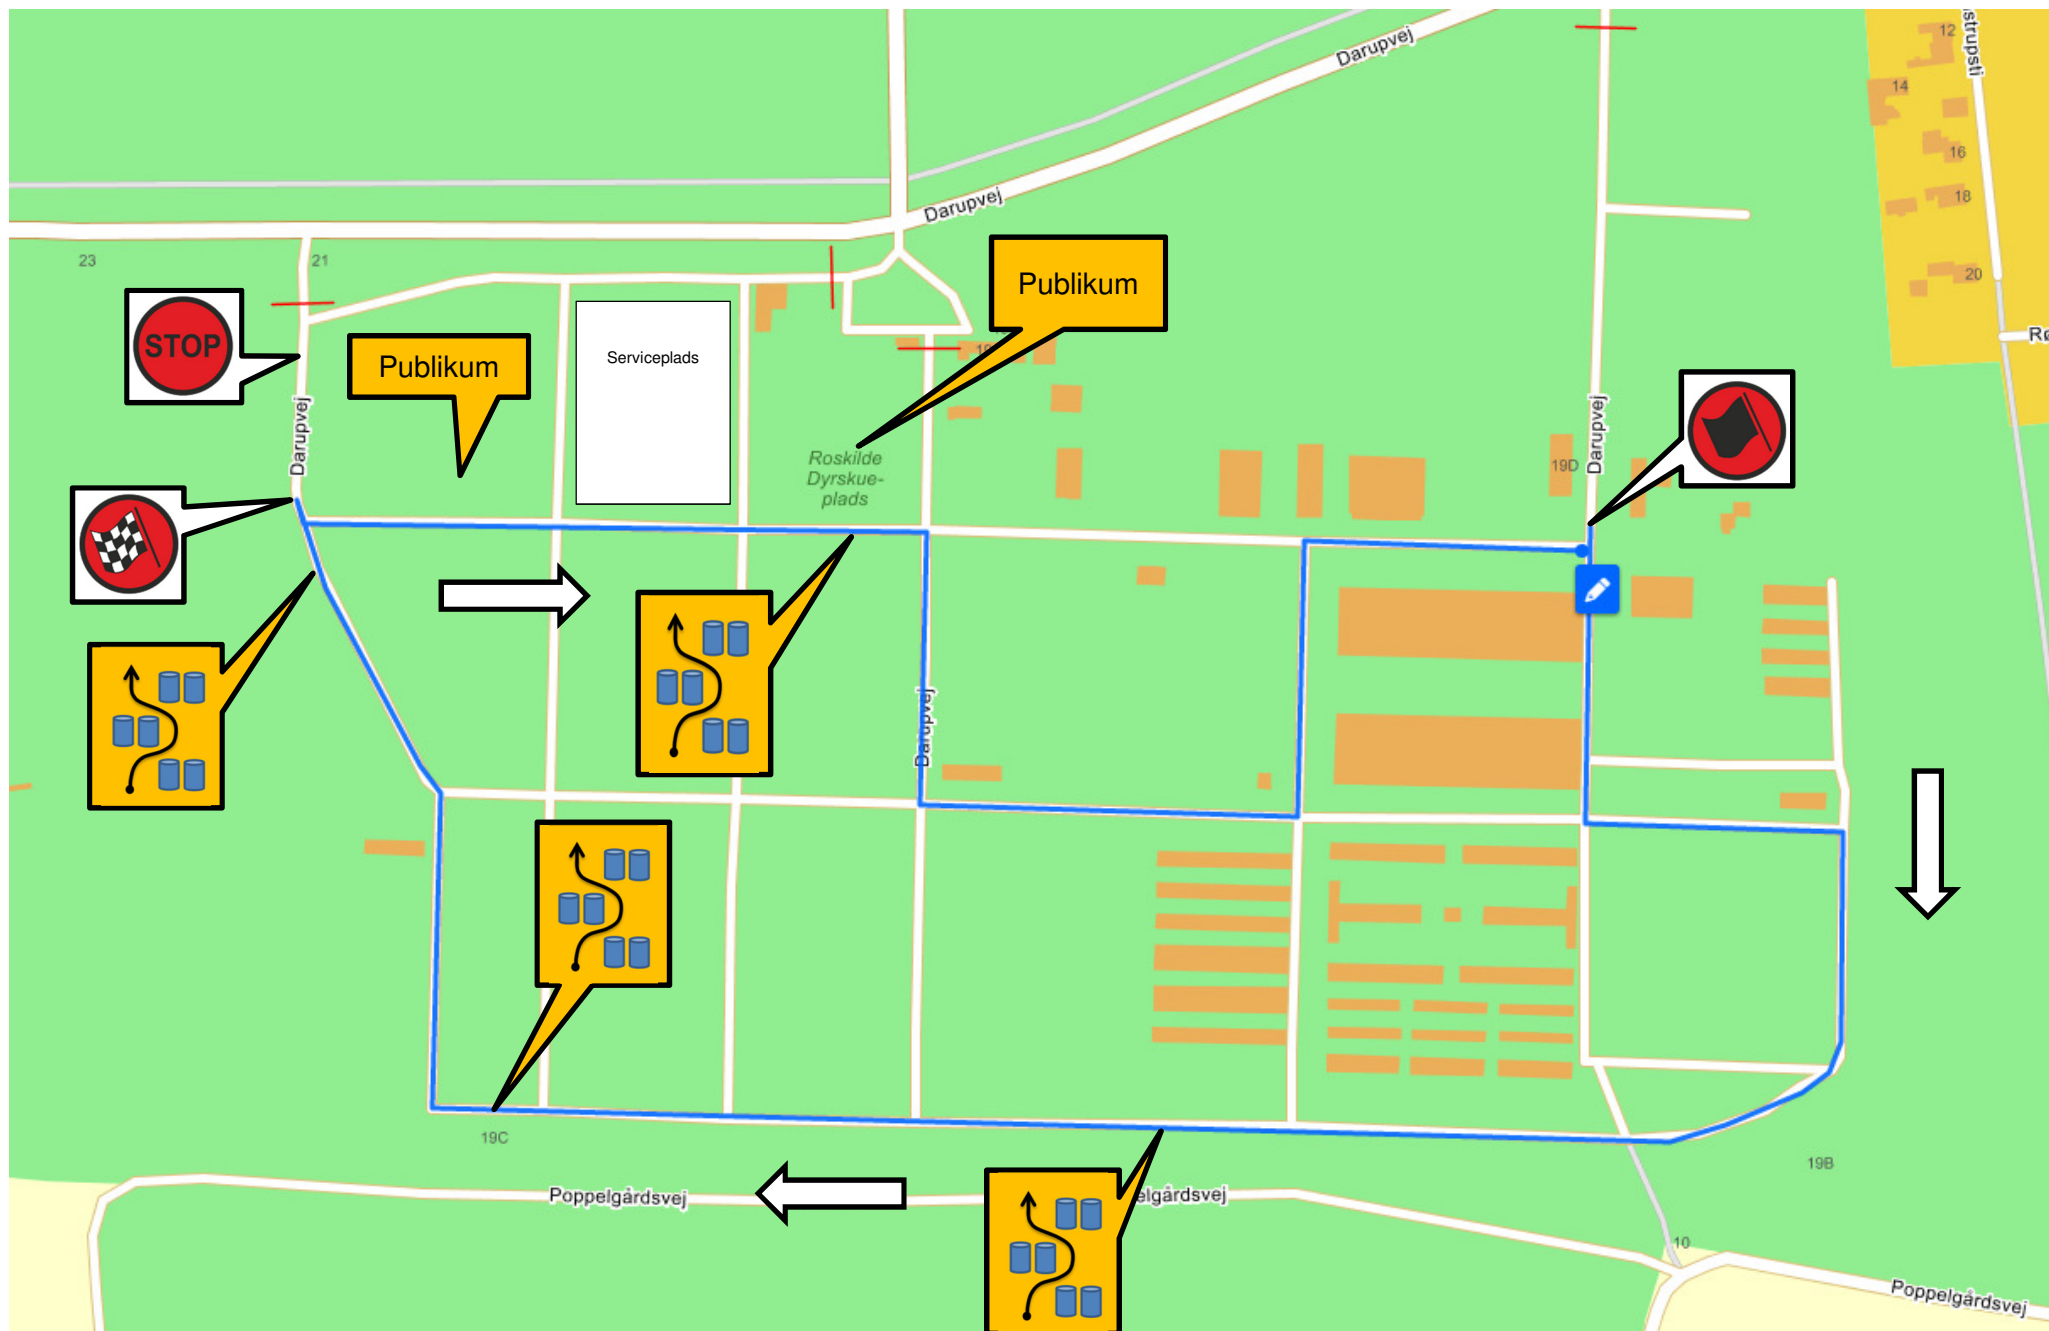 Darupvej
strupsti
12
14
16
18
20
Darupvej
23
21
Publikum
STOP
Publikum
Serviceplads
Darupvej
Darupvej
19D
Roskilde
Dyrskue-
plads
Darupvej
19C
19B
Poppelgårdsvej
elgårdsvej
10
Poppelgårdsvej